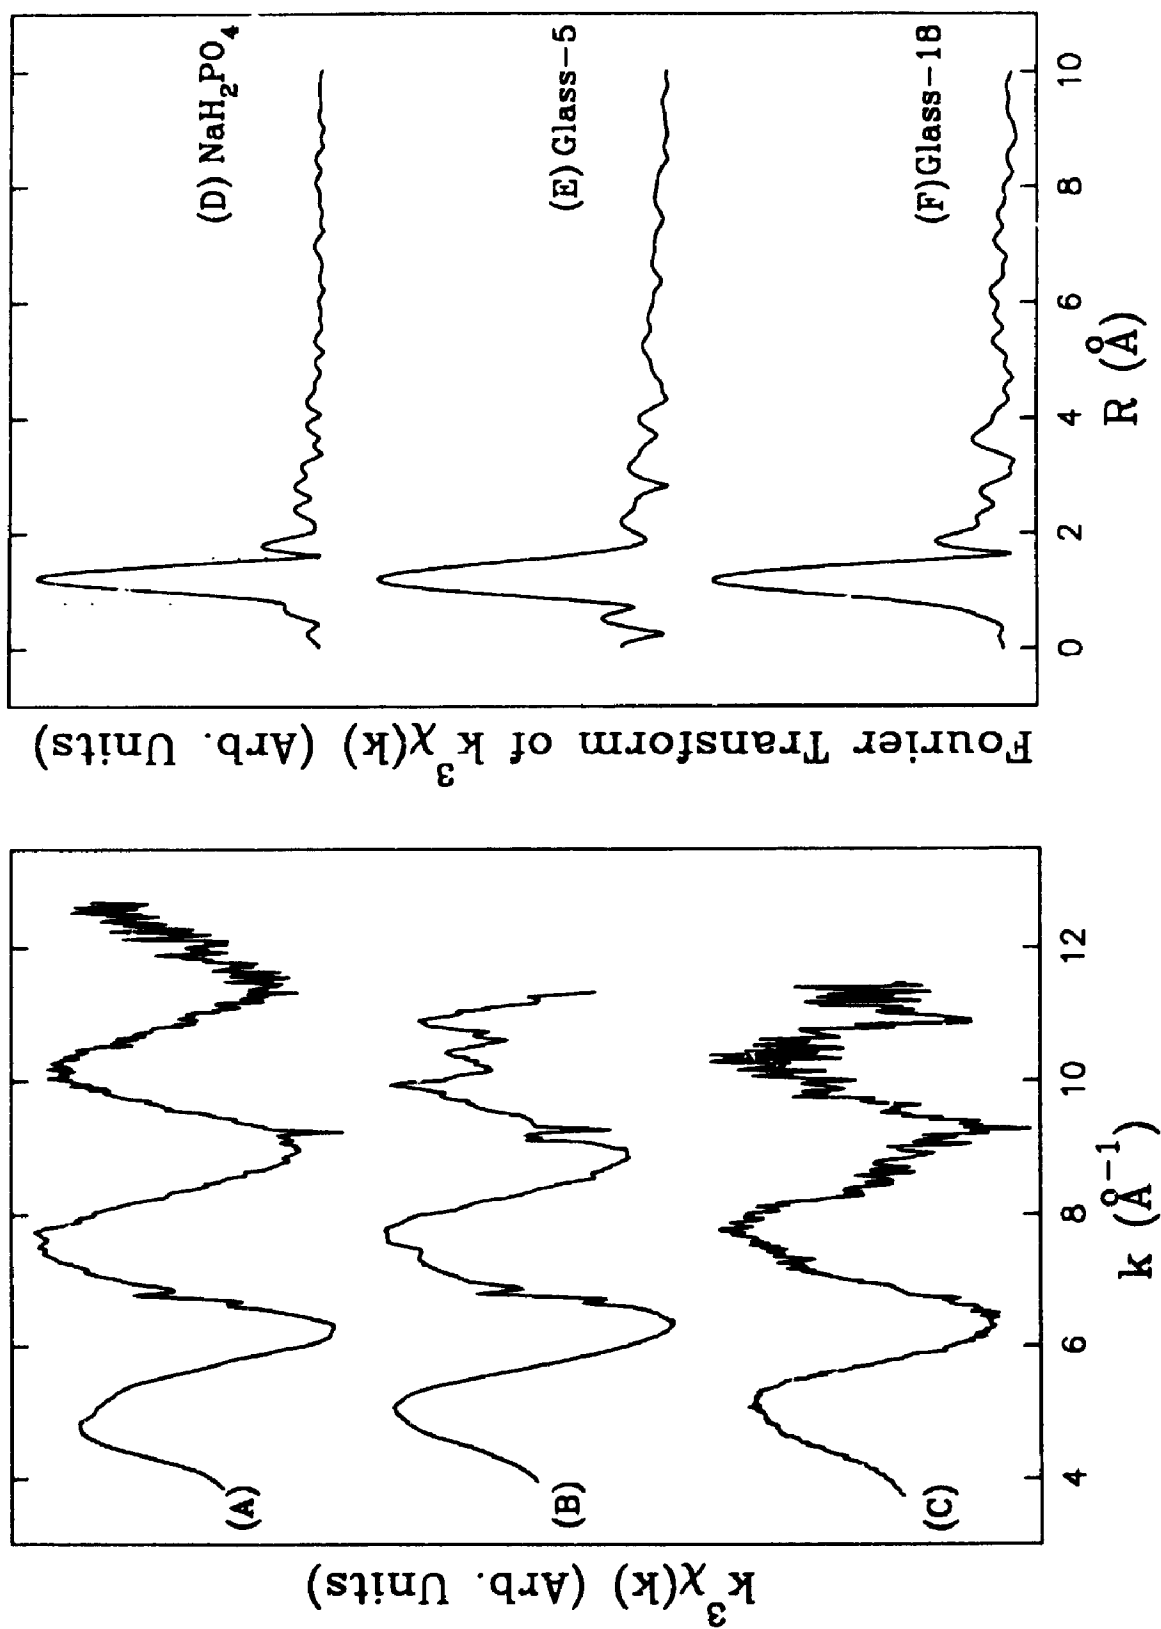 k³χ(k) (Arb. Units)
(A)
(B)
(C)
4 6 8 10 12
k (Å⁻¹)
Fourier Transform of k³χ(k) (Arb. Units)
(D) NaH₂PO₄
(E) Glass-5
(F)Glass-18
0 2 4 6 8 10
R (Å)